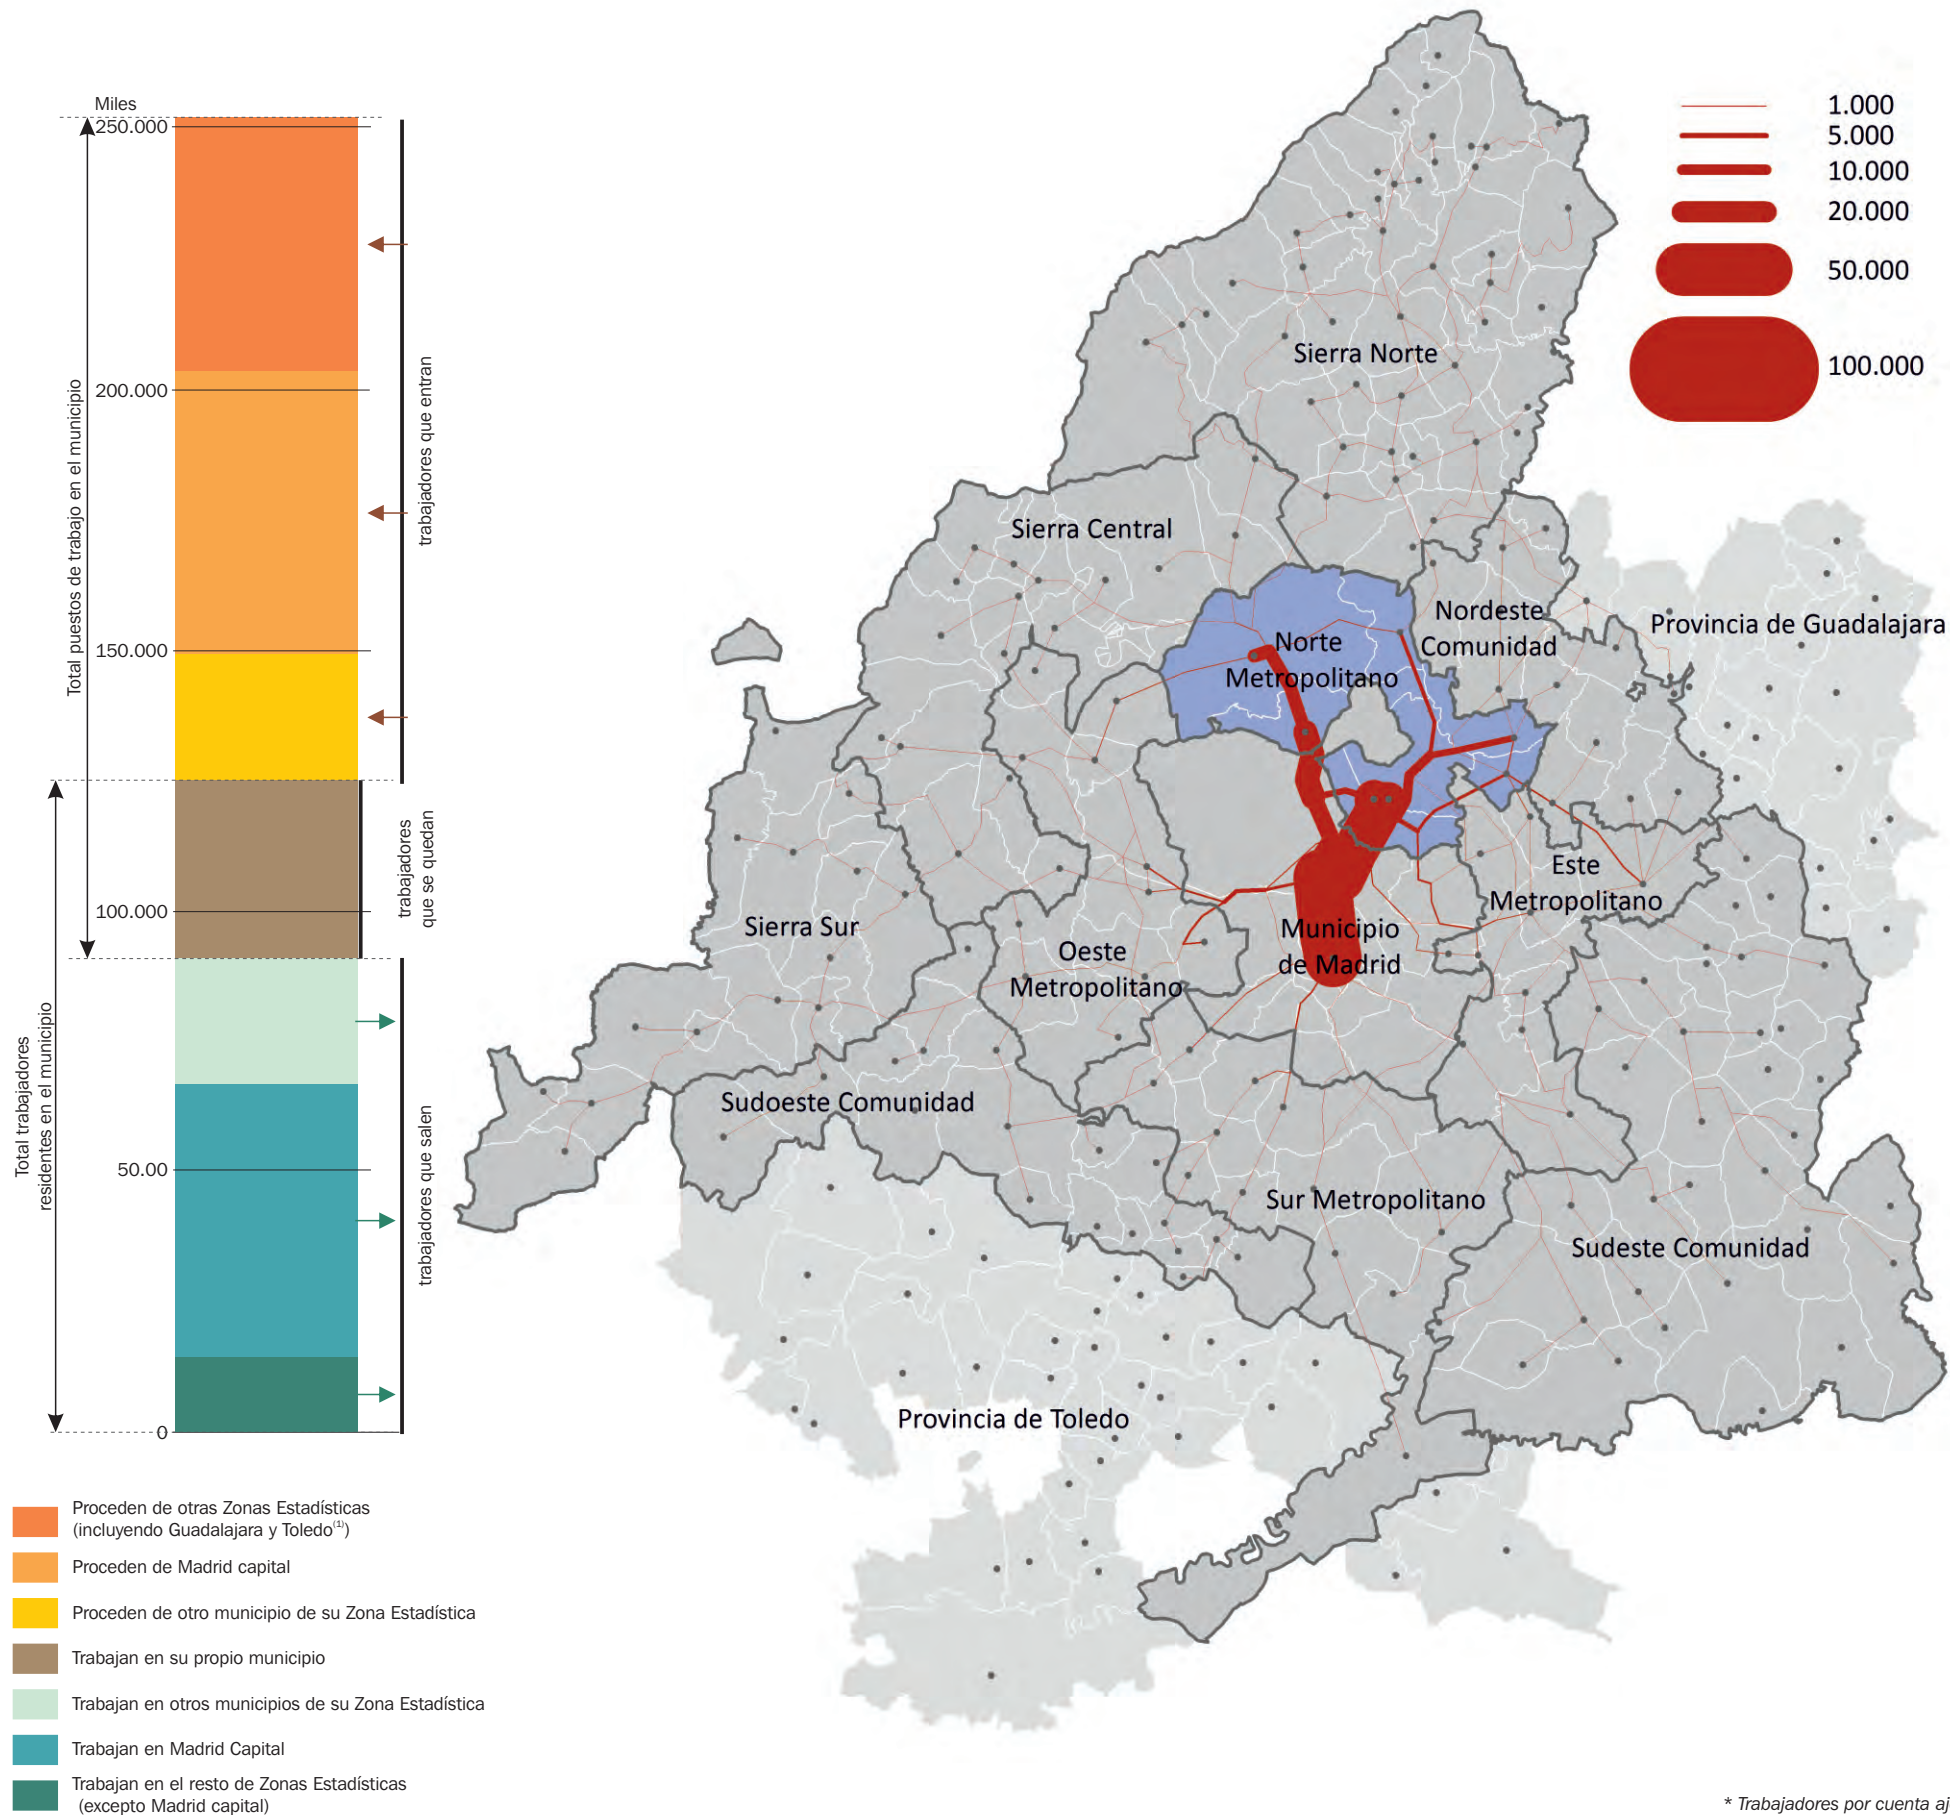 Miles
250.000
200.000
150.000
100.000
50.00
0
Total puestos de trabajo en el municipio
Total trabajadores
residentes en el municipio
trabajadores que entran
trabajadores
que se quedan
trabajadores que salen
Proceden de otras Zonas Estadísticas
(incluyendo Guadalajara y Toledo(1))
Proceden de Madrid capital
Proceden de otro municipio de su Zona Estadística
Trabajan en su propio municipio
Trabajan en otros municipios de su Zona Estadística
Trabajan en Madrid Capital
Trabajan en el resto de Zonas Estadísticas
(excepto Madrid capital)
1.000
5.000
10.000
20.000
50.000
100.000
Sierra Norte
Sierra Central
Nordeste
Comunidad
Provincia de Guadalajara
Norte
Metropolitano
Este
Metropolitano
Sierra Sur
Oeste
Metropolitano
Municipio
de Madrid
Sudoeste Comunidad
Sur Metropolitano
Sudeste Comunidad
Provincia de Toledo
* Trabajadores por cuenta aj